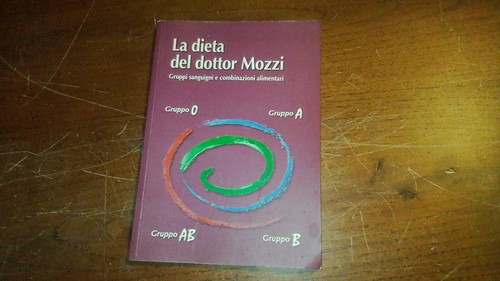 La dieta
del dottor Mozzi
Gruppi sanguigni e combinazioni alimentari
Gruppo 0
Gruppo A
Gruppo AB
Gruppo B